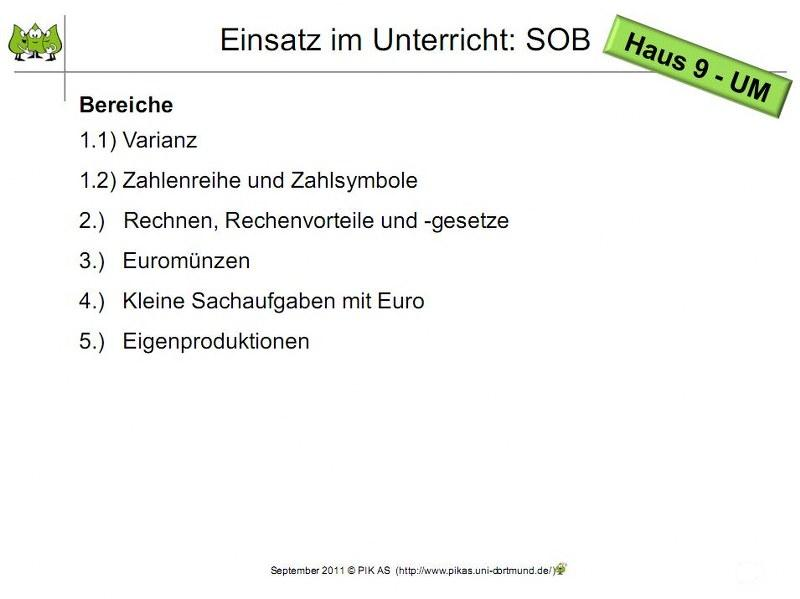 Einsatz im Unterricht: SOB
Haus 9 - UM
Bereiche
1.1) Varianz
1.2) Zahlenreihe und Zahlsymbole
2.) Rechnen, Rechenvorteile und -gesetze
3.) Euromünzen
4.) Kleine Sachaufgaben mit Euro
5.) Eigenproduktionen
September 2011 © PIK AS (http://www.pikas.uni-dortmund.de/)